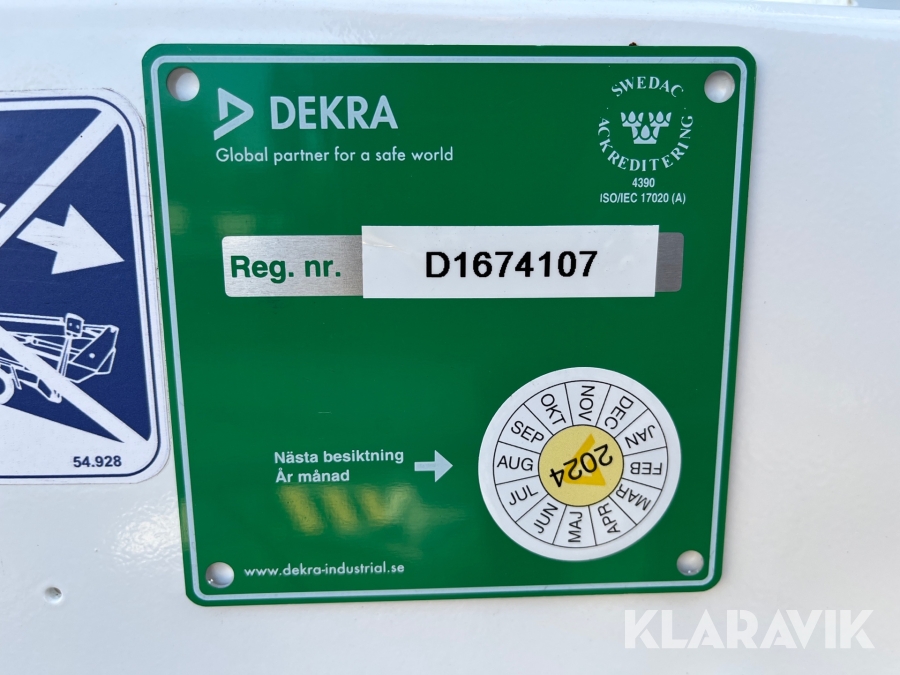 DEKRA
Global partner for a safe world
SWEDAC
ACKREDITERING
4390
ISO/IEC 17020 (A)
Reg. nr.
D1674107
Nästa besiktning
År månad
JAN
FEB
MAR
APR
MAJ
JUN
JUL
AUG
SEP
OKT
NOV
DEC
2024
www.dekra-industrial.se
54.928
KLARAVIK